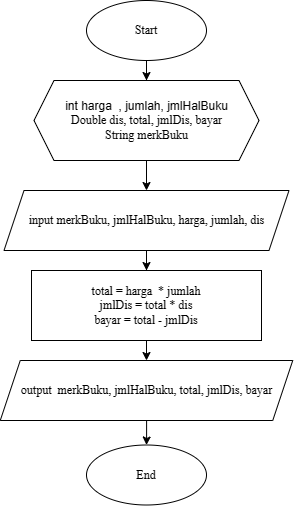 Start
int harga , jumlah, jmlHalBuku
Double dis, total, jmlDis, bayar
String merkBuku
input merkBuku, jmlHalBuku, harga, jumlah, dis
total = harga * jumlah
jmlDis = total * dis
bayar = total - jmlDis
output merkBuku, jmlHalBuku, total, jmlDis, bayar
End